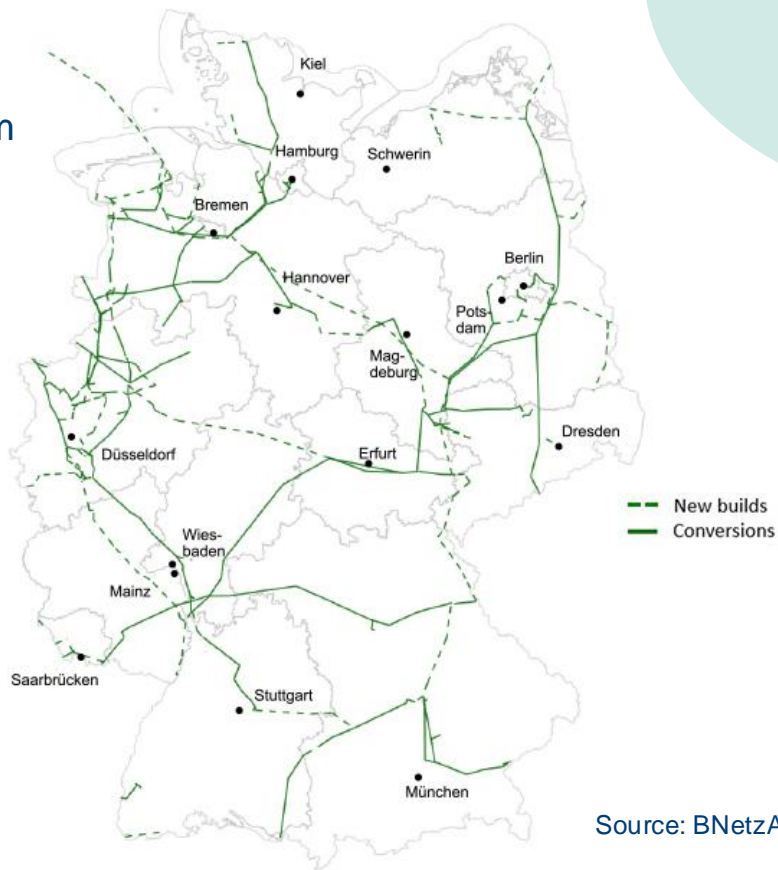 Kiel
m
Hamburg
Schwerin
Bremen
Berlin
Hannover
Pots-
dam
Mag-
deburg
Düsseldorf
Erfurt
Dresden
New builds
Conversions
Wies-
baden
Mainz
Saarbrücken
Stuttgart
München
Source: BNetzA